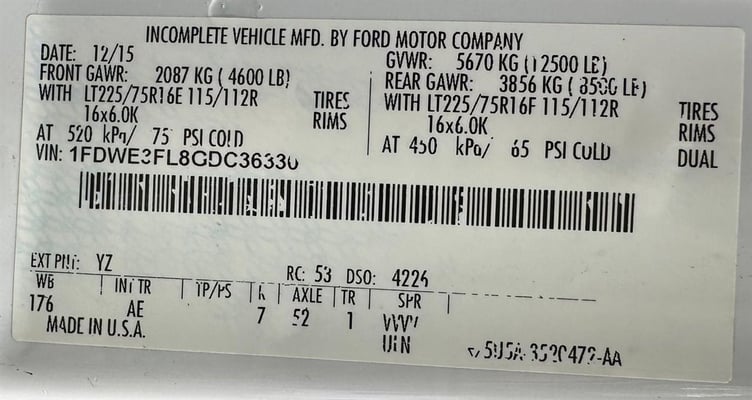 INCOMPLETE VEHICLE MFD. BY FORD MOTOR COMPANY
DATE: 12/15
GVWR: 5670 KG (12500 LB)
FRONT GAWR: 2087 KG (4600 LB)
REAR GAWR: 3856 KG (8500 LB)
WITH LT225/75R16E 115/112R TIRES
WITH LT225/75R16F 115/112R TIRES
16x6.0K RIMS
16x6.0K RIMS
AT 520 kPa/ 75 PSI COLD
AT 450 kPa/ 65 PSI COLD DUAL
VIN: 1FDWE3FL8GDC36330
EXT PNT: YZ RC: 53 DSO: 4226
WB INT TR TP/PS R AXLE TR SPR
176 AE 7 52 1
MADE IN U.S.A.